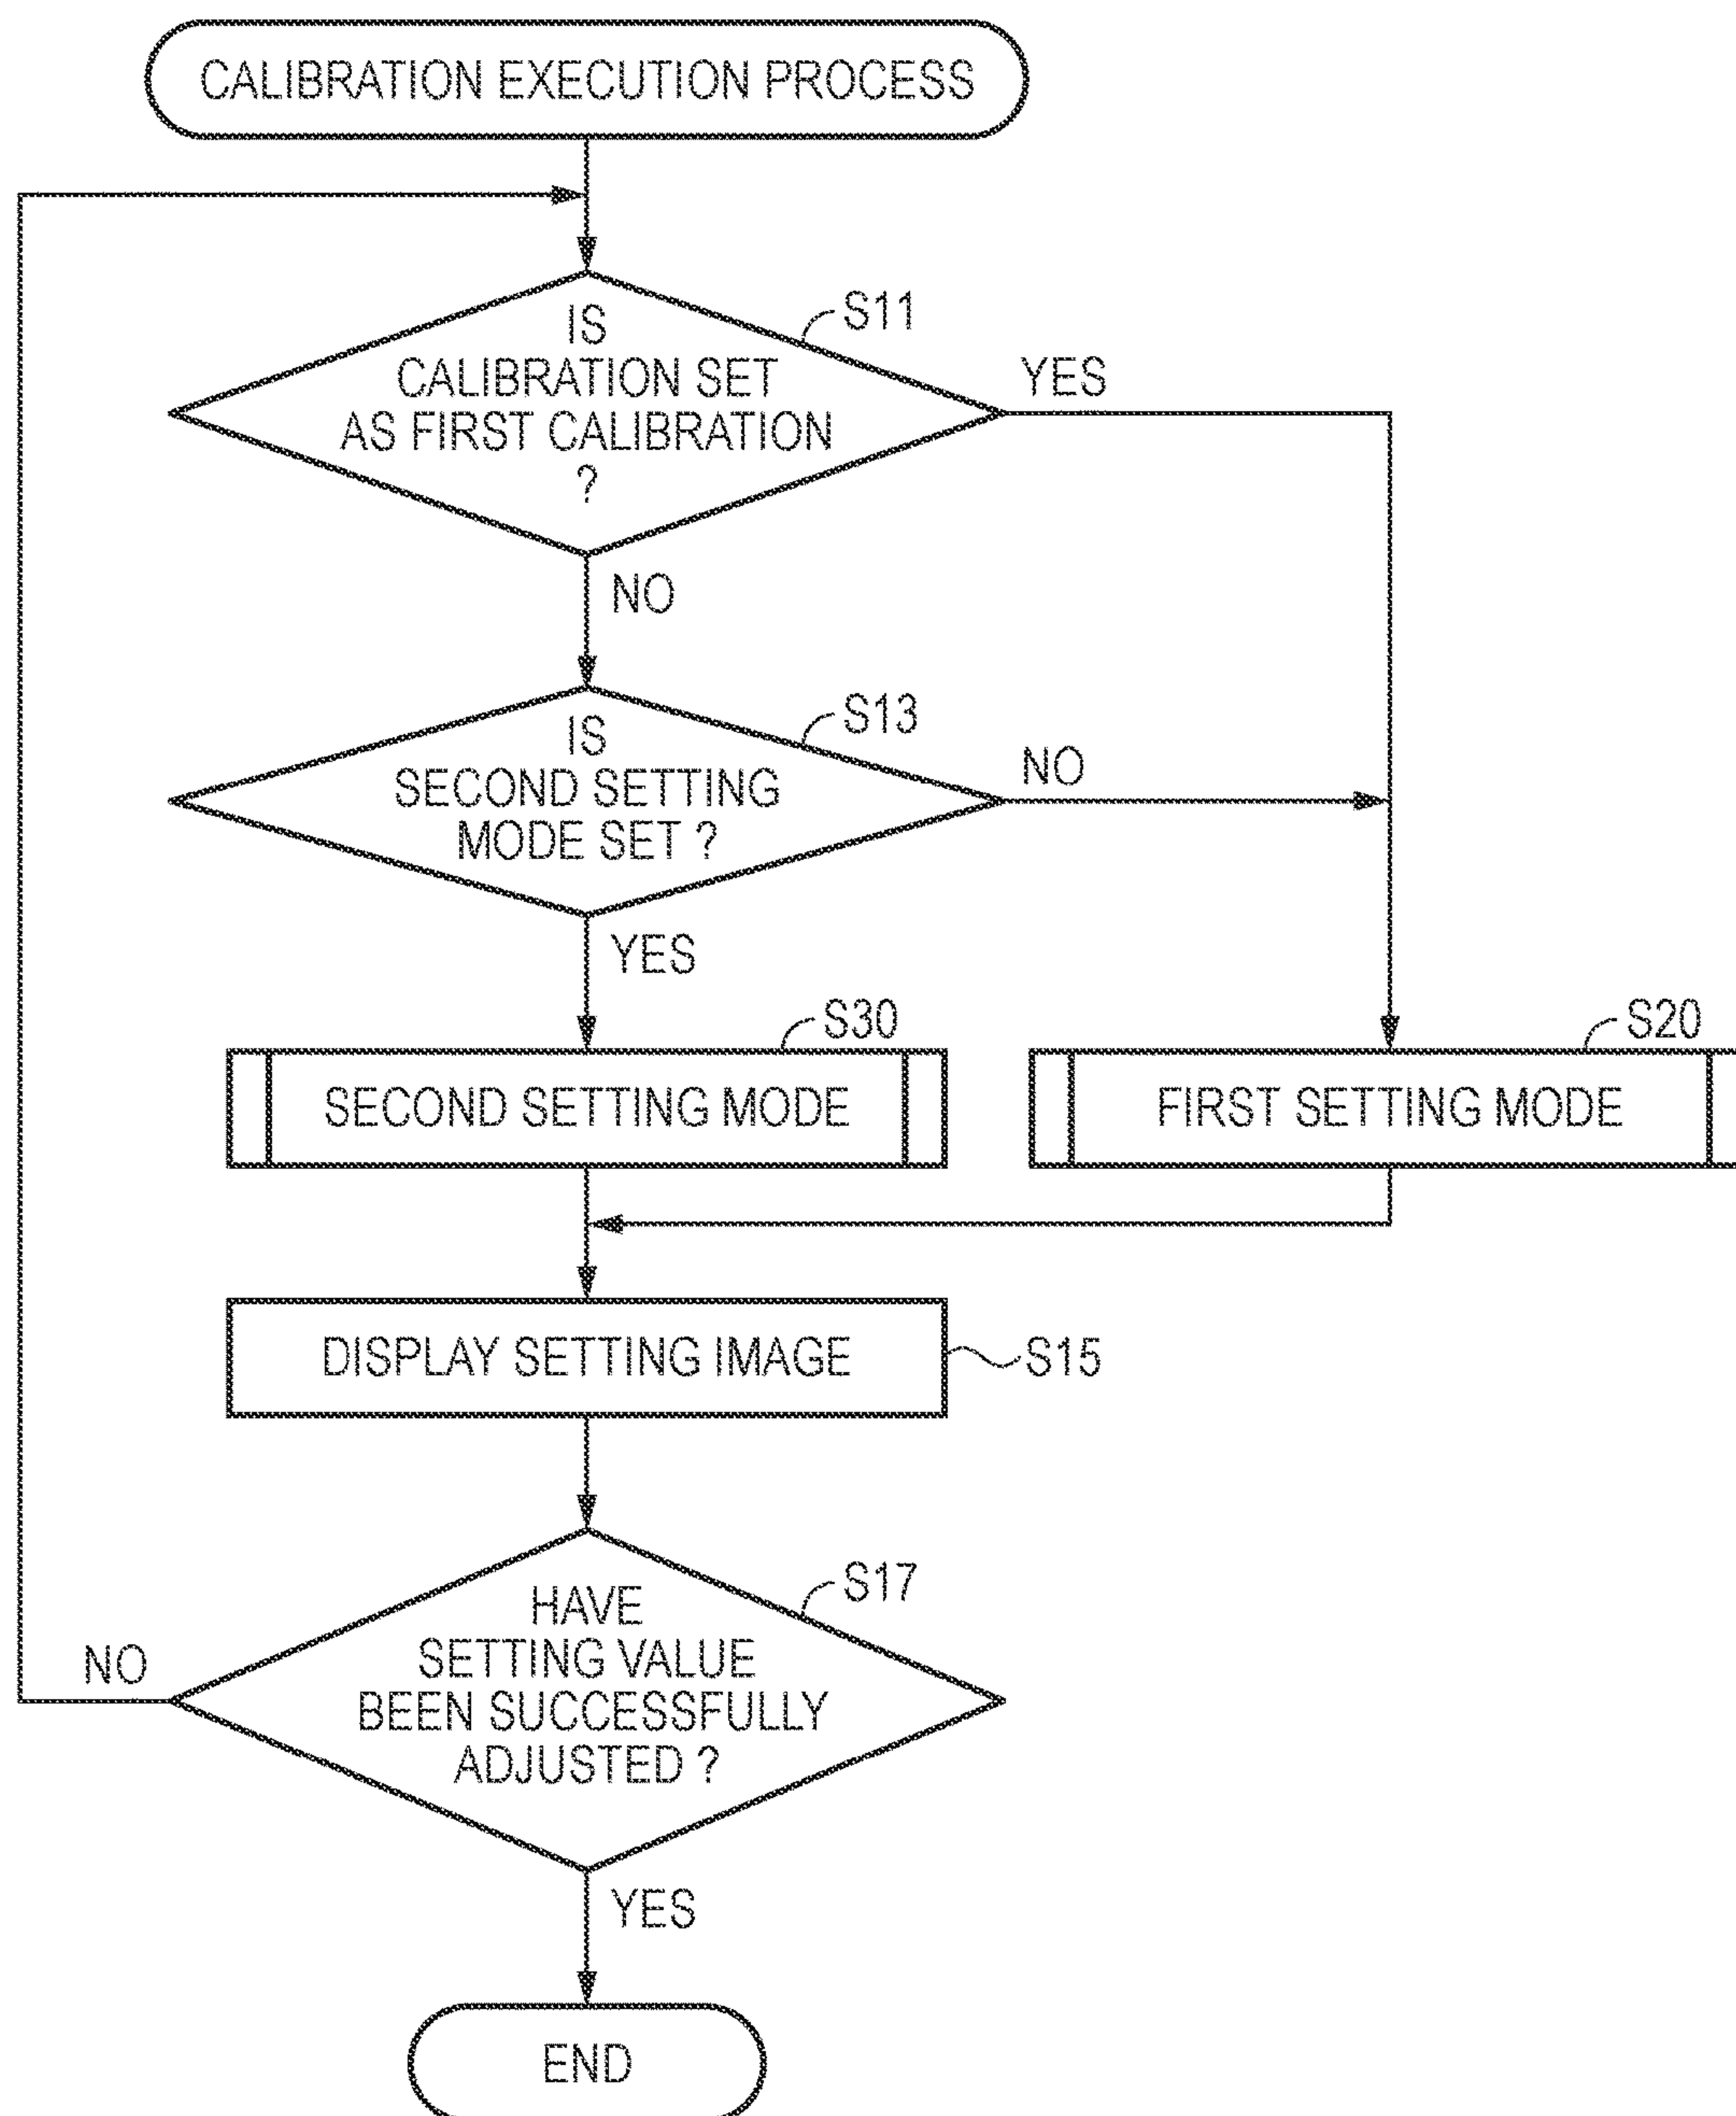 CALIBRATION EXECUTION PROCESS
S11
IS
CALIBRATION SET
AS FIRST CALIBRATION
?
YES
NO
S13
IS
SECOND SETTING
MODE SET ?
NO
YES
S30
SECOND SETTING MODE
S20
FIRST SETTING MODE
DISPLAY SETTING IMAGE
S15
S17
HAVE
SETTING VALUE
BEEN SUCCESSFULLY
ADJUSTED ?
NO
YES
END